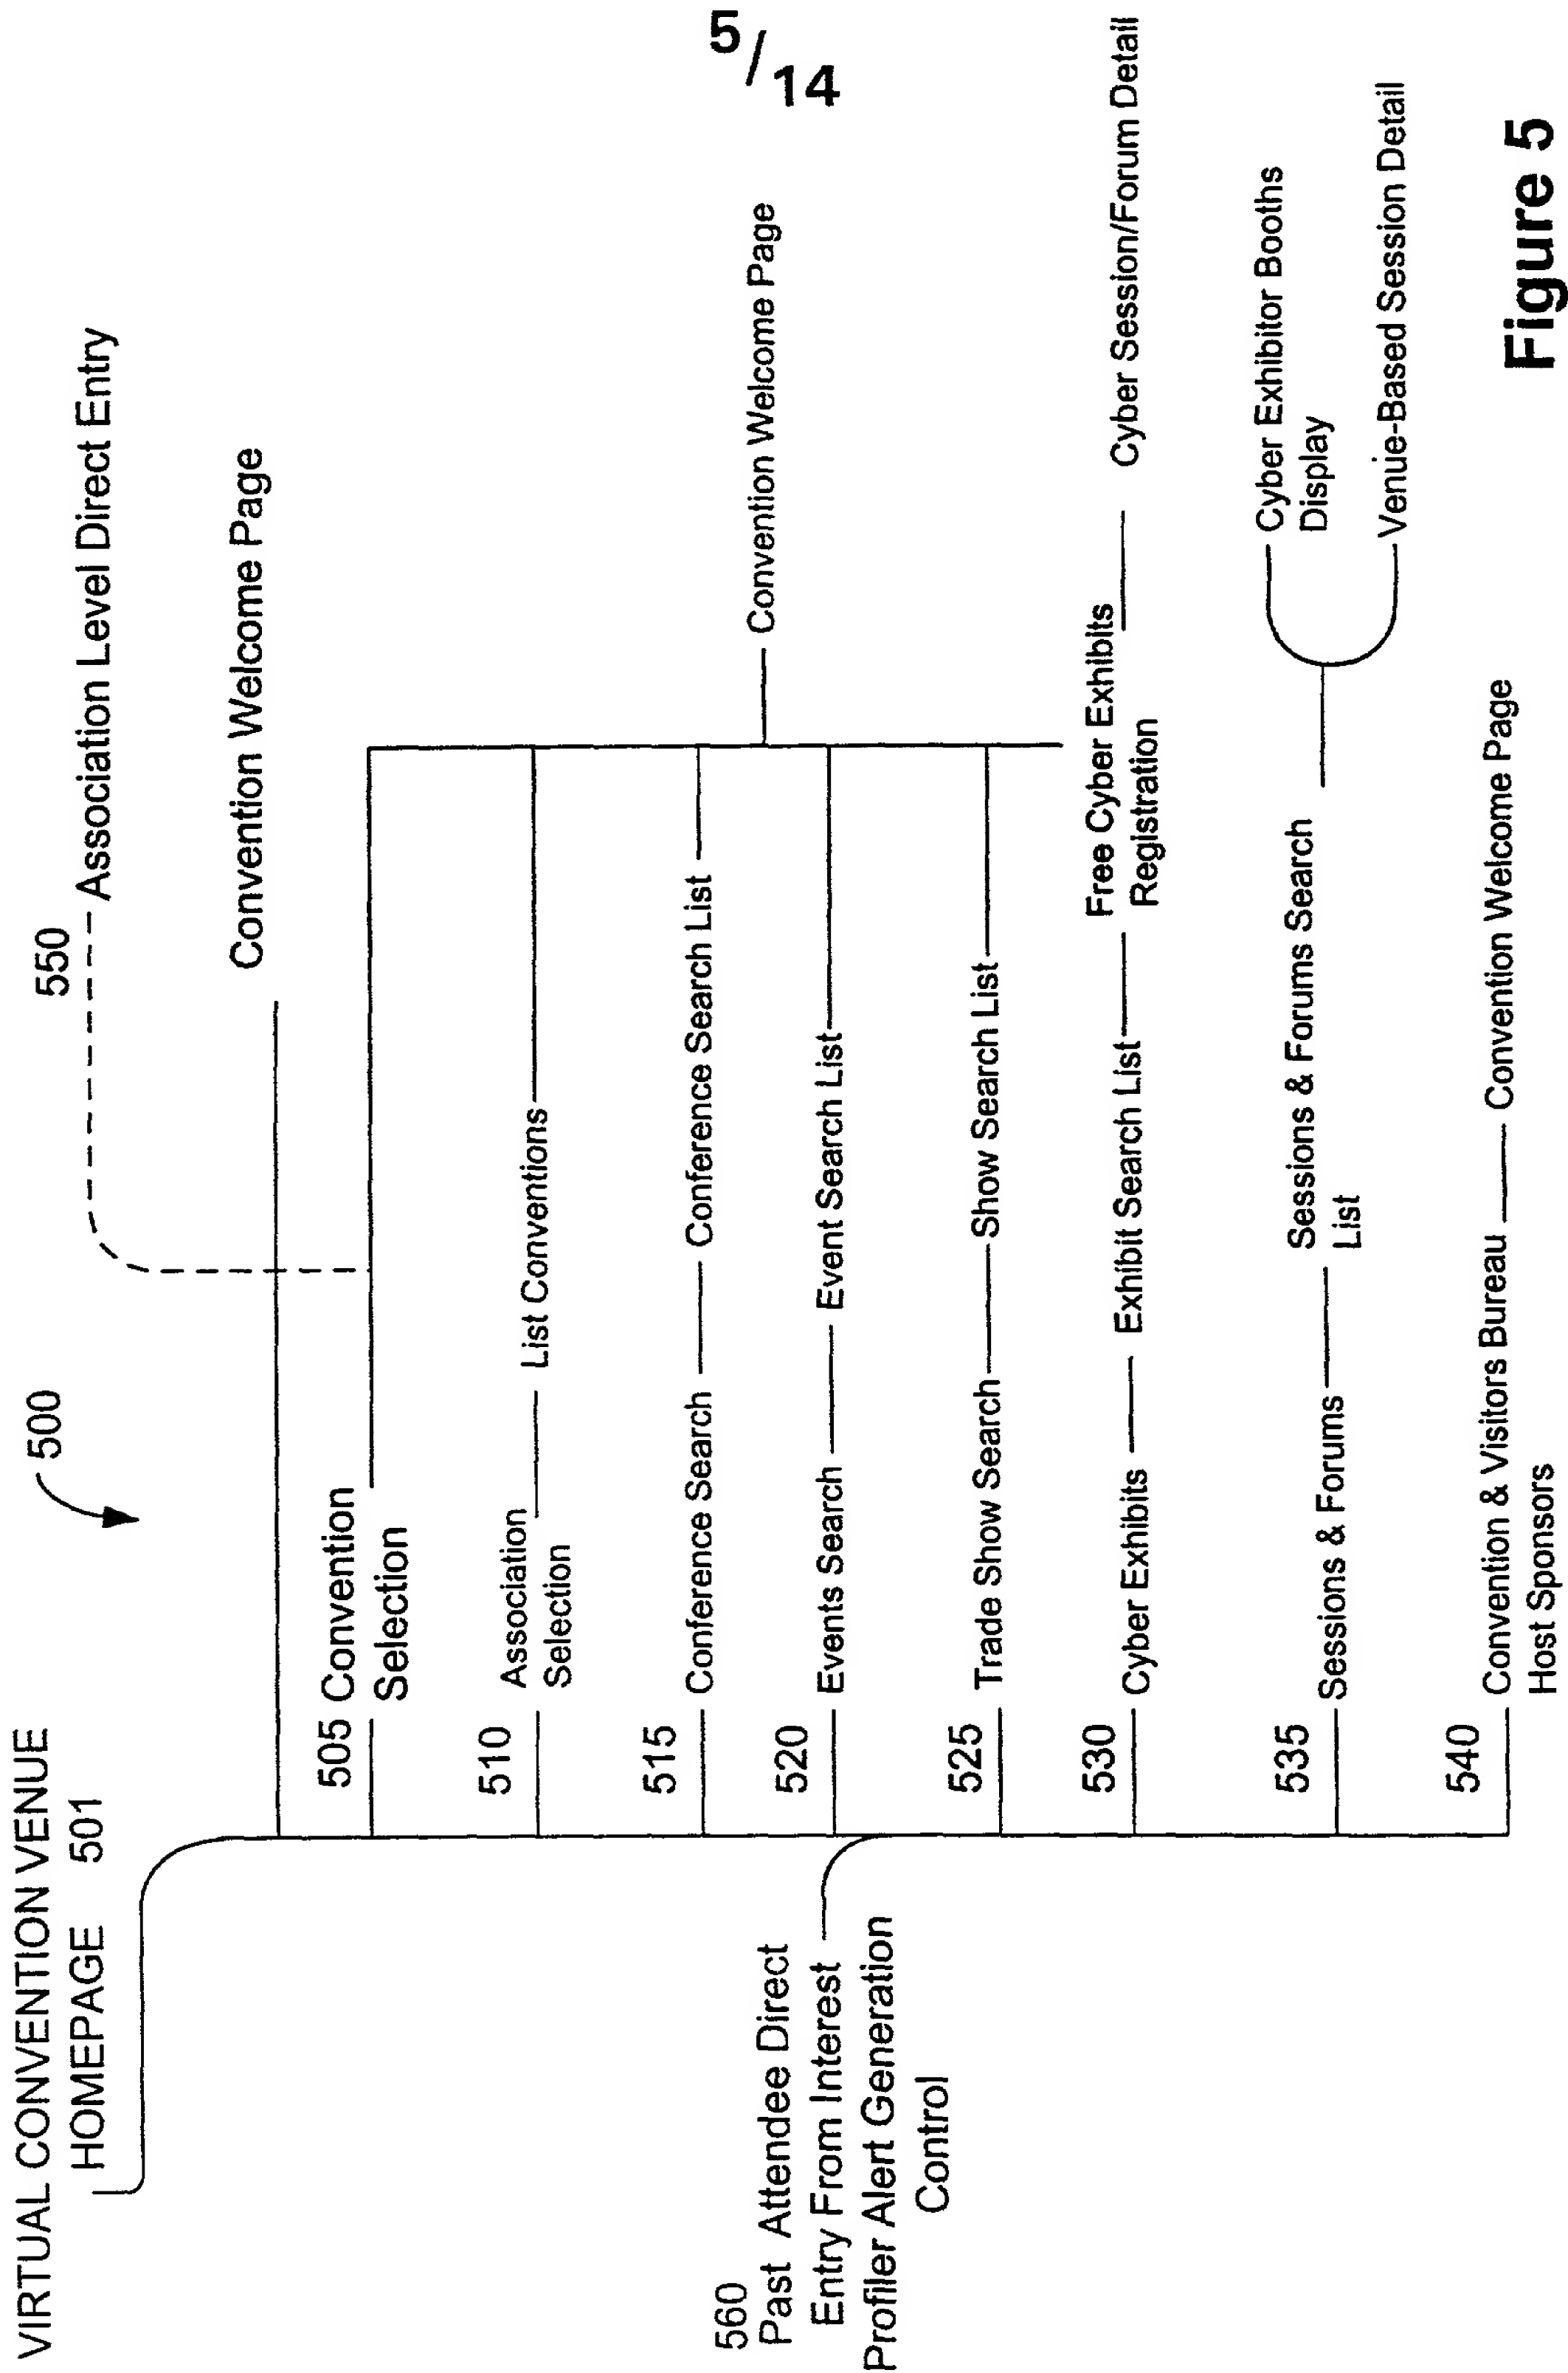 5/14
VIRTUAL CONVENTION VENUE
HOMEPAGE 501
500
550
Association Level Direct Entry
Convention Welcome Page
505 Convention
Selection
510
Association
Selection
List Conventions
515
Conference Search
Conference Search List
Convention Welcome Page
520
Events Search
Event Search List
525
Trade Show Search
Show Search List
530
Cyber Exhibits
Exhibit Search List
Free Cyber Exhibits
Registration
Cyber Session/Forum Detail
535
Sessions & Forums
Sessions & Forums Search
List
Cyber Exhibitor Booths
Display
Venue-Based Session Detail
540
Convention & Visitors Bureau
Host Sponsors
Convention Welcome Page
560
Past Attendee Direct
Entry From Interest
Profiler Alert Generation
Control
Figure 5